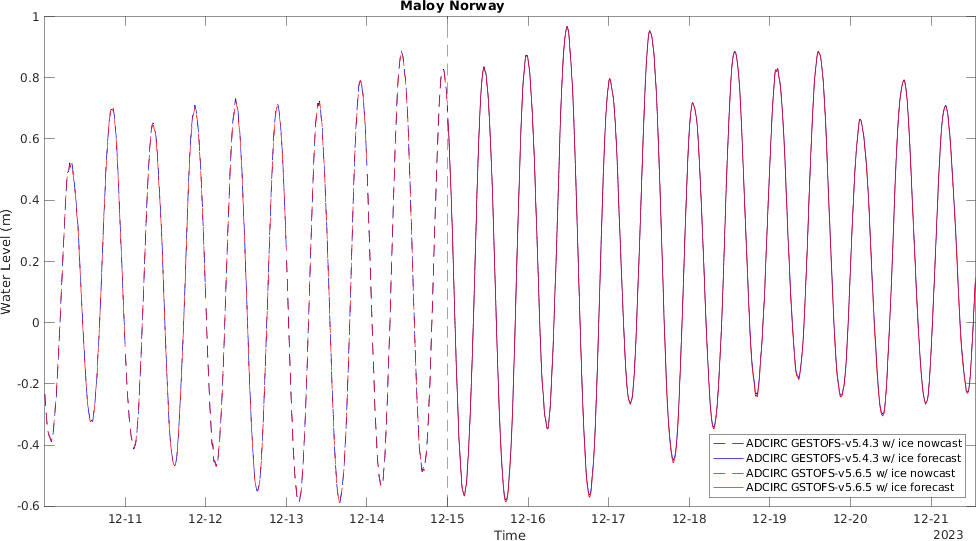 Maloy Norway
1
0.8
0.6
0.4
0.2
0
-0.2
-0.4
-0.6
Water Level (m)
12-11 12-12 12-13 12-14 12-15 12-16 12-17 12-18 12-19 12-20 12-21
Time
2023
ADCIRC GESTOFS-v5.4.3 w/ ice nowcast
ADCIRC GESTOFS-v5.4.3 w/ ice forecast
ADCIRC GSTOFS-v5.6.5 w/ ice nowcast
ADCIRC GSTOFS-v5.6.5 w/ ice forecast